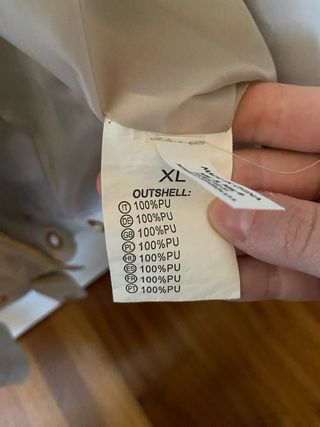 XL
OUTSHELL:
IT 100%PU
DE 100%PU
GB 100%PU
PL 100%PU
HU 100%PU
ES 100%PU
FR 100%PU
PT 100%PU